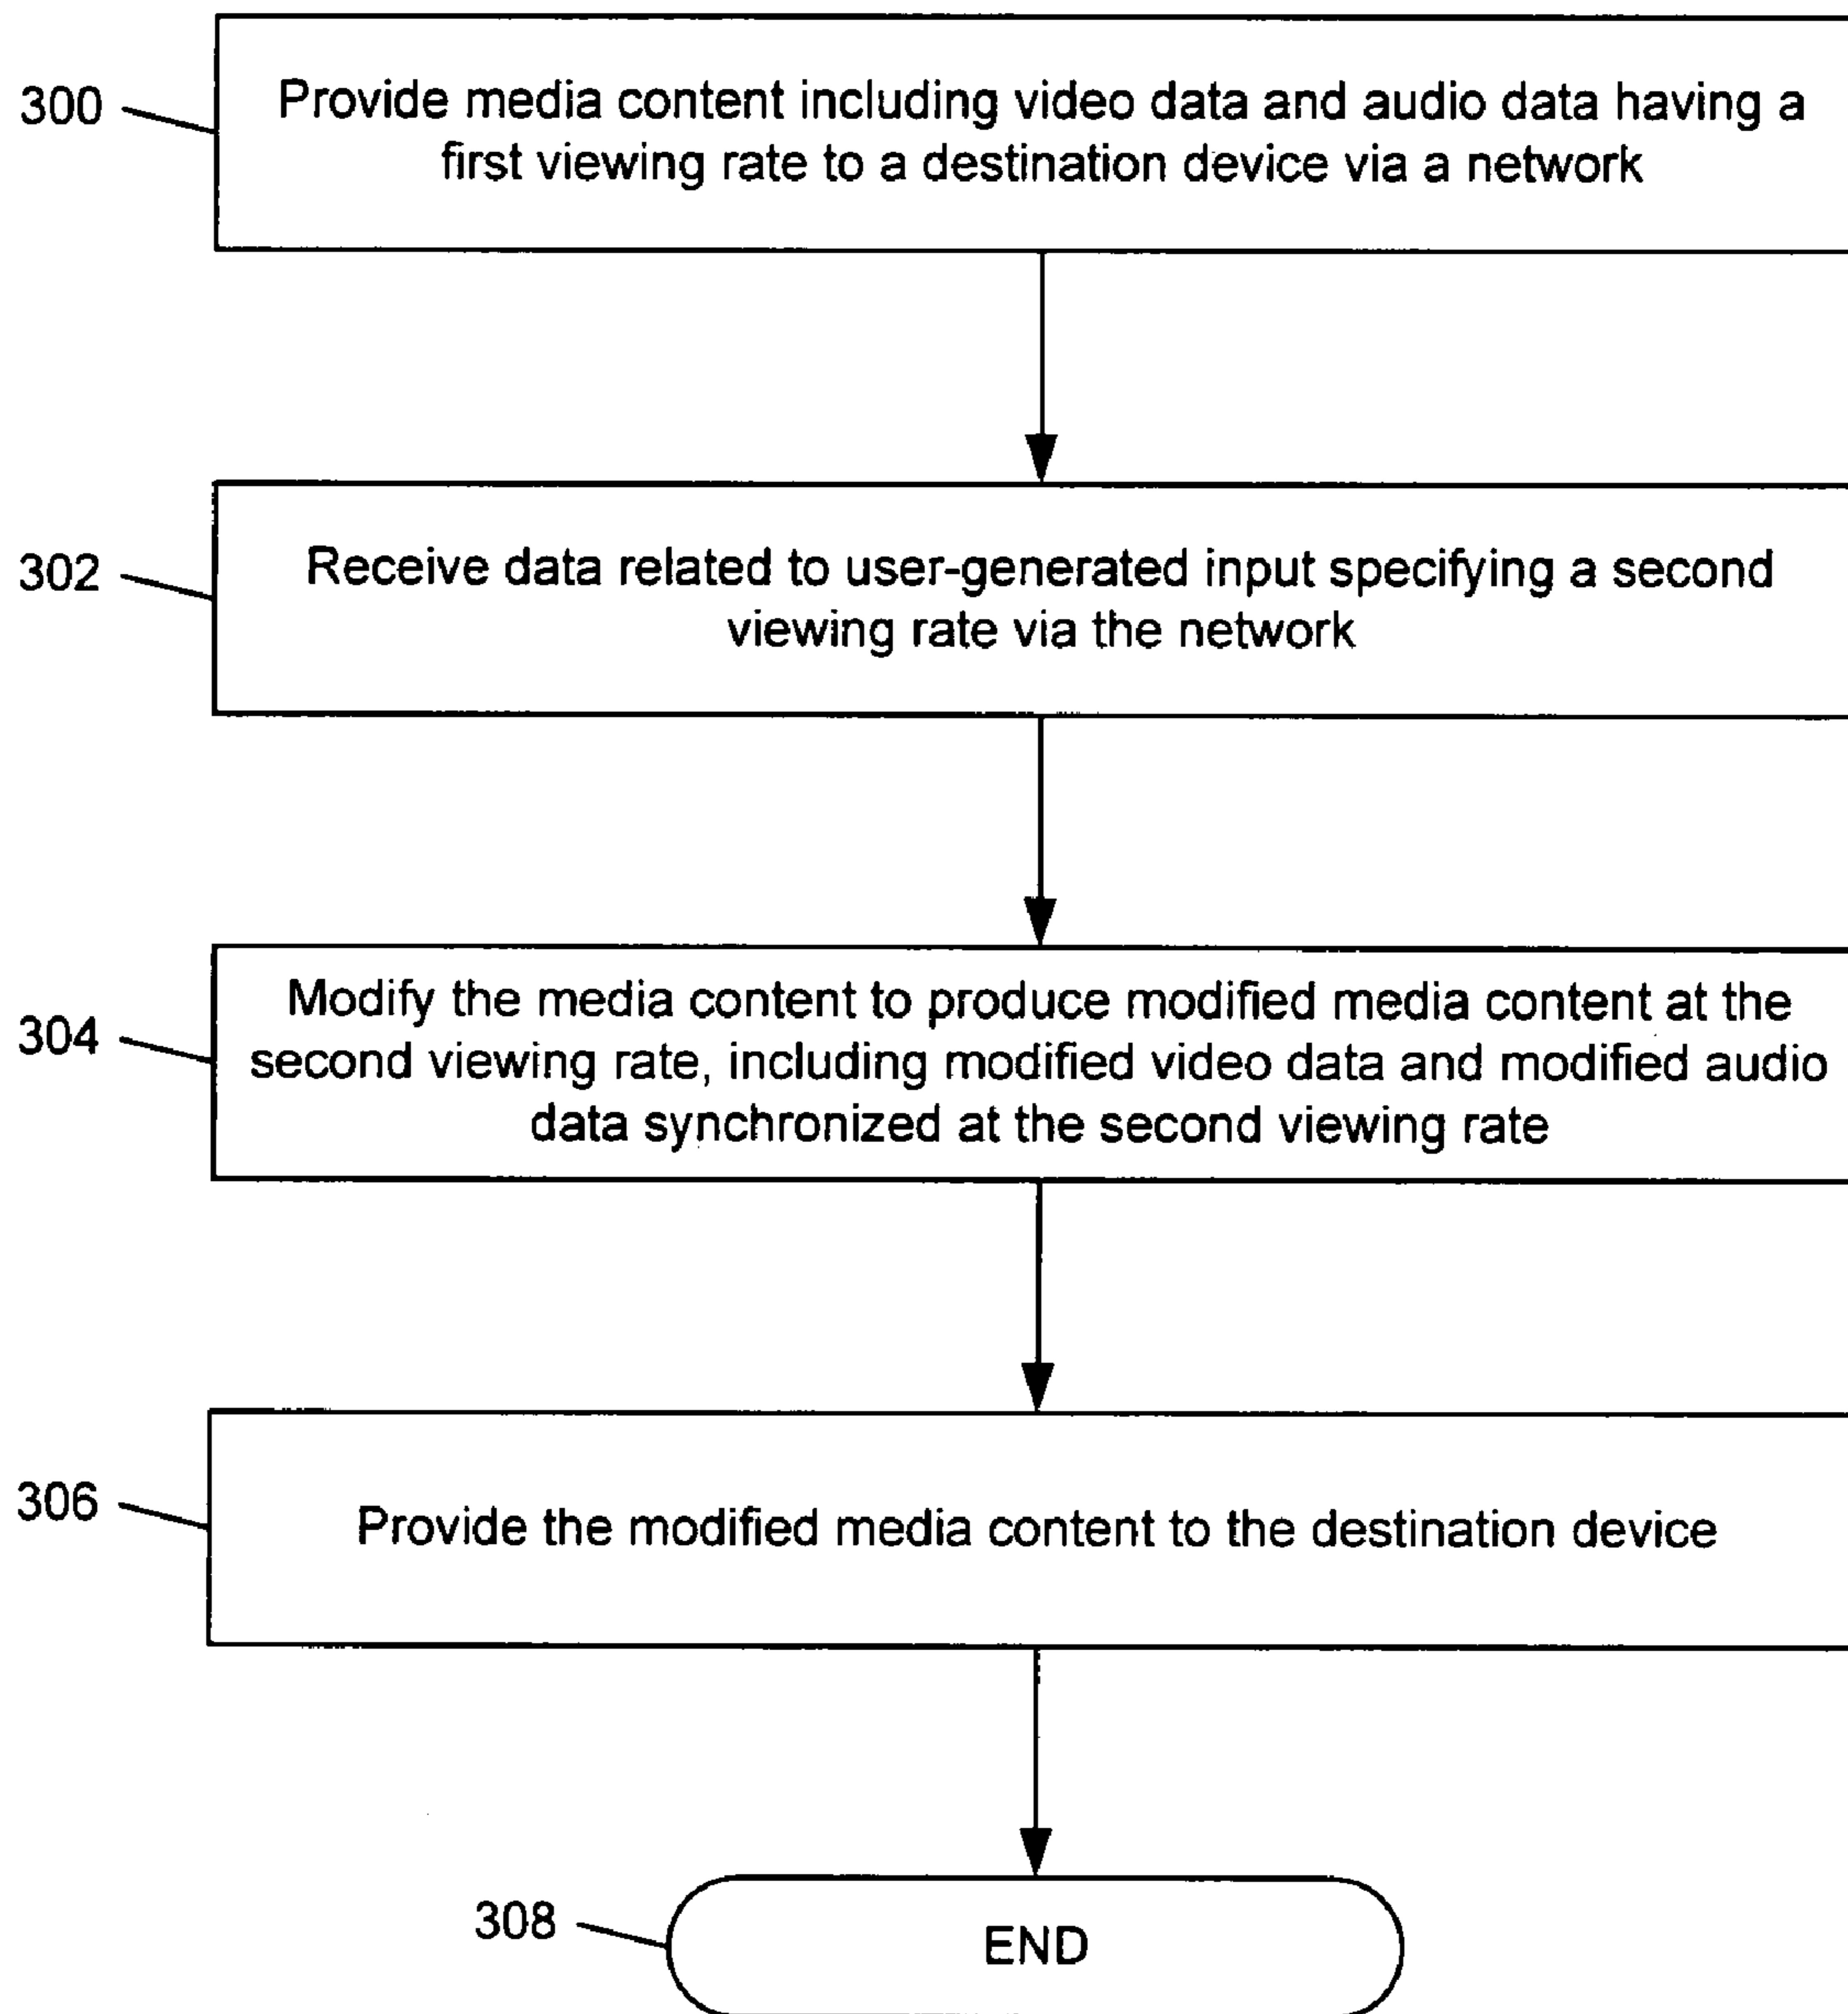 300
Provide media content including video data and audio data having a
first viewing rate to a destination device via a network
302
Receive data related to user-generated input specifying a second
viewing rate via the network
304
Modify the media content to produce modified media content at the
second viewing rate, including modified video data and modified audio
data synchronized at the second viewing rate
306
Provide the modified media content to the destination device
308
END